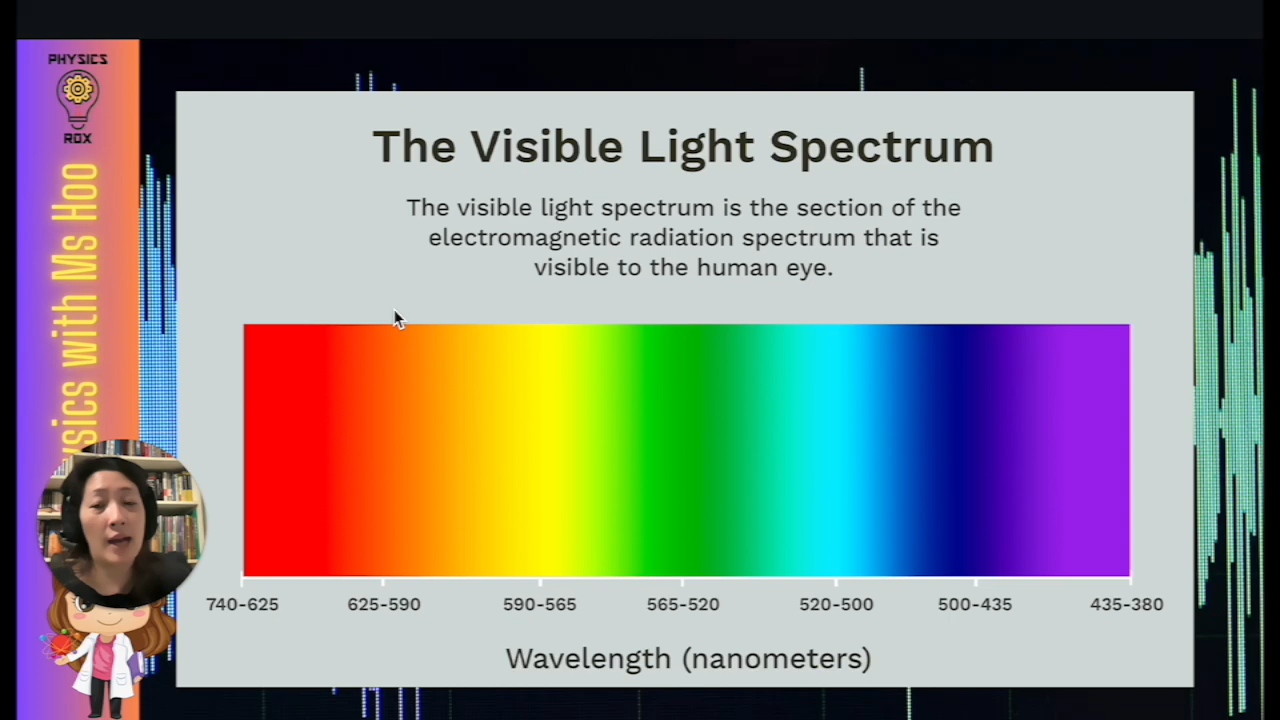 PHYSICS
ROX
The Visible Light Spectrum
The visible light spectrum is the section of the
electromagnetic radiation spectrum that is
visible to the human eye.
740-625 625-590 590-565 565-520 520-500 500-435 435-380
Wavelength (nanometers)
with Ms Hoo